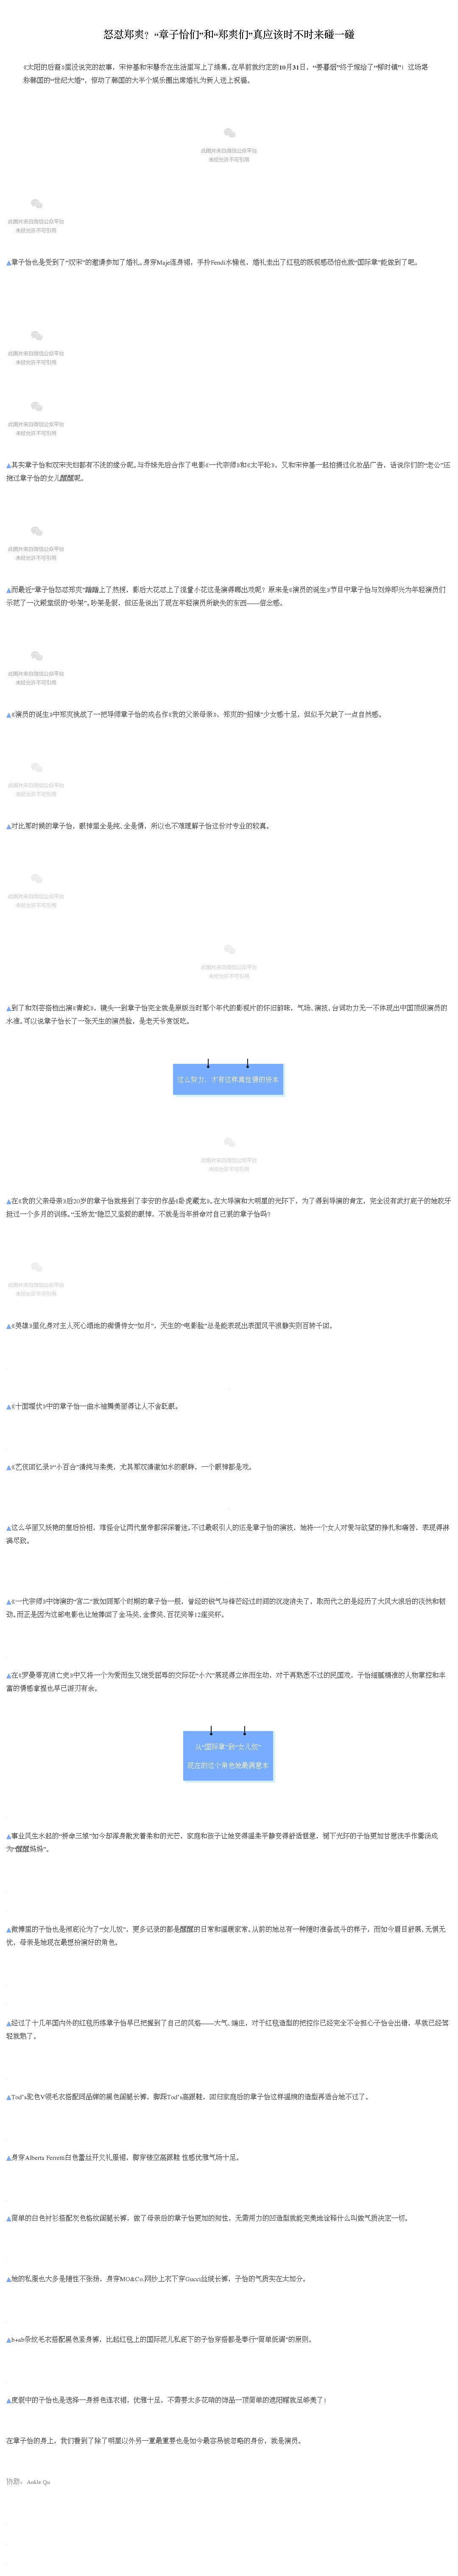 怒怼郑爽？“章子怡们”和“郑爽们”真应该时不时来碰一碰
《太阳的后裔》里没说完的故事，宋仲基和宋慧乔在生活里写上了续集。在早前就约定的10月31日，“姜暮烟”终于嫁给了“柳时镇”！这场堪
称韩国的“世纪大婚”，惊动了韩国的大半个娱乐圈出席婚礼为新人送上祝福。
此图片来自微信公众平台
未经允许不可引用
此图片来自微信公众平台
未经允许不可引用
▲章子怡也是受到了“双宋”的邀请参加了婚礼。身穿Maje连身裙，手拎Fendi水桶包，婚礼走出了红毯的既视感恐怕也就“国际章”能做到了吧。
此图片来自微信公众平台
未经允许不可引用
此图片来自微信公众平台
未经允许不可引用
▲其实章子怡和双宋夫妇都有不浅的缘分呢。与乔妹先后合作了电影《一代宗师》和《太平轮》，又和宋仲基一起拍摄过化妆品广告，话说你们的“老公”还
抱过章子怡的女儿醒醒呢。
此图片来自微信公众平台
未经允许不可引用
▲而最近“章子怡怒怼郑爽”蹭蹭上了热搜，影后大花怼上了流量小花这是演得哪出戏呢？原来是《演员的诞生》节目中章子怡与刘烨即兴为年轻演员们
示范了一次殿堂级的“吵架”。吵架是假，但还是说出了现在年轻演员所缺失的东西——信念感。
此图片来自微信公众平台
未经允许不可引用
▲《演员的诞生》中郑爽挑战了一把导师章子怡的成名作《我的父亲母亲》，郑爽的“招娣”少女感十足，但似乎欠缺了一点自然感。
此图片来自微信公众平台
未经允许不可引用
▲对比那时候的章子怡，眼神里全是纯、全是情，所以也不难理解子怡这份对专业的较真。
此图片来自微信公众平台
未经允许不可引用
此图片来自微信公众平台
未经允许不可引用
▲到了和刘芸搭档出演《青蛇》，镜头一到章子怡完全就是原版当时那个年代的影视片的怀旧韵味，气场、演技、台词功力无一不体现出中国顶级演员的
水准。可以说章子怡长了一张天生的演员脸，是老天爷赏饭吃。
这么努力，才有这样真性情的资本
此图片来自微信公众平台
未经允许不可引用
▲在《我的父亲母亲》后20岁的章子怡就接到了李安的作品《卧虎藏龙》。在大导演和大明星的光环下，为了得到导演的肯定，完全没有武打底子的她咬牙
挺过一个多月的训练。“玉娇龙”隐忍又坚毅的眼神，不就是当年拼命对自己狠的章子怡吗？
此图片来自微信公众平台
未经允许不可引用
▲《英雄》里化身对主人死心塌地的痴情侍女“如月”，天生的“电影脸”总是能表现出表面风平浪静实则百转千回。
▲《十面埋伏》中的章子怡一曲水袖舞美丽得让人不舍眨眼。
▲《艺伎回忆录》“小百合”清纯与柔美，尤其那双清澈如水的眼眸，一个眼神都是戏。
▲这么华丽又妖艳的皇后扮相，难怪会让两代皇帝都深深着迷。不过最吸引人的还是章子怡的演技，她将一个女人对爱与欲望的挣扎和痛苦，表现得淋
漓尽致。
▲《一代宗师》中饰演的“宫二”就如同那个时期的章子怡一般，曾经的锐气与锋芒经过时间的沉淀消失了，取而代之的是经历了大风大浪后的淡然和韧
劲。而正是因为这部电影也让她捧回了金马奖、金像奖、百花奖等12座奖杯。
▲在《罗曼蒂克消亡史》中又将一个为爱而生又饱受屈辱的交际花“小六”展现得立体而生动，对于再熟悉不过的民国戏，子怡细腻精准的人物掌控和丰
富的情感拿捏也早已游刃有余。
从“国际章”到“女儿奴”
现在的这个角色她最满意本
▲事业风生水起的“拼命三娘”如今却浑身散发着柔和的光芒，家庭和孩子让她变得温柔平静变得舒适惬意，褪下光环的子怡更加甘愿洗手作羹汤成
为“醒醒妈妈”。
▲微博里的子怡也是彻底沦为了“女儿奴”，更多记录的都是醒醒的日常和温暖家常。从前的她总有一种随时准备战斗的样子，而如今眉目舒展、无惧无
忧，母亲是她现在最想扮演好的角色。
▲经过了十几年国内外的红毯历练章子怡早已把握到了自己的风格——大气、端庄，对于红毯造型的把控你已经完全不会担心子怡会出错，早就已经驾
轻就熟了。
▲Tod’s驼色V领毛衣搭配同品牌的黑色阔腿长裤，脚踩Tod’s高跟鞋，回归家庭后的章子怡这样温婉的造型再适合她不过了。
▲身穿Alberta Ferretti白色蕾丝开叉礼服裙，脚穿镂空高跟鞋 性感优雅气场十足。
▲简单的白色衬衫搭配灰色格纹阔腿长裤，做了母亲后的章子怡更加的知性，无需用力的凹造型就能完美地诠释什么叫做气质决定一切。
▲她的私服也大多是随性不张扬，身穿MO&Co.网纱上衣下穿Gucci丝绒长裤，子怡的气质实在太加分。
▲b+ab条纹毛衣搭配黑色紧身裤，比起红毯上的国际范儿私底下的子怡穿搭都是奉行“简单低调”的原则。
▲度假中的子怡也是选择一身拼色连衣裙，优雅十足，不需要太多花哨的饰品一顶简单的遮阳帽就足够美了！
在章子怡的身上，我们看到了除了明星以外另一重最重要也是如今最容易被忽略的身份，就是演员。
协助、Ankle Qu